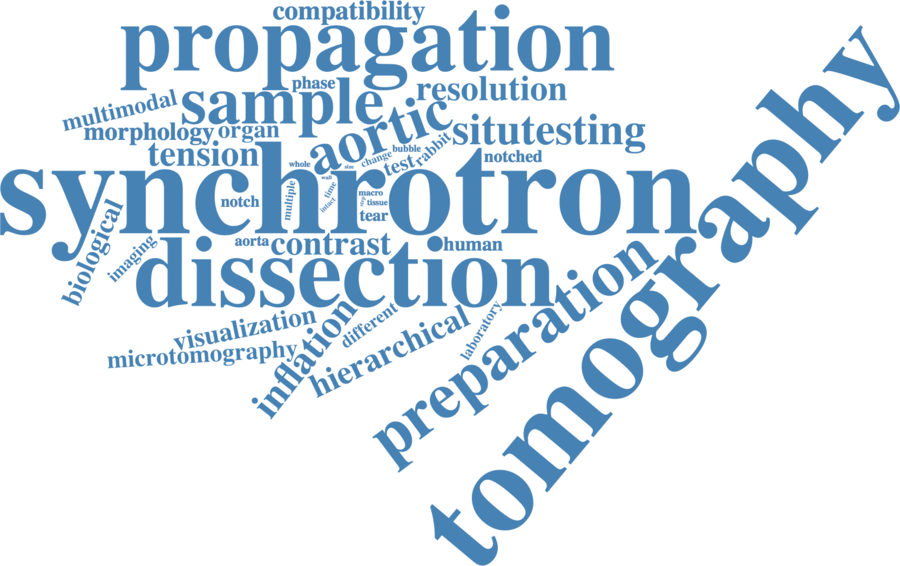 compatibility
propagation
phase
resolution
multimodal
sample
morphology
organ
aortic
situtesting
tension
bubble
rabbit
change
test
notched
whole
size
wall
synchrotron
tomography
time
multiple
intact
macro
step
tissue
notch
tear
biological
imaging
aorta
contrast
human
dissection
preparation
visualization
inflation
different
hierarchical
laboratory
microtomography